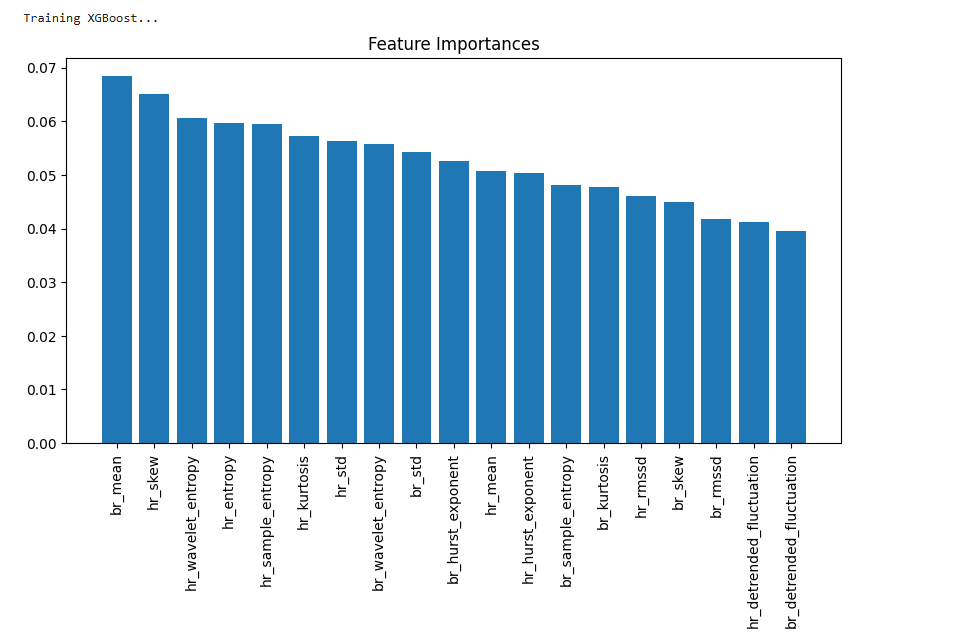 Training XGBoost...
Feature Importances
0.07
0.06
0.05
0.04
0.03
0.02
0.01
0.00
br_mean
hr_skew
hr_wavelet_entropy
hr_entropy
hr_sample_entropy
hr_kurtosis
hr_std
br_wavelet_entropy
br_std
br_hurst_exponent
hr_mean
hr_hurst_exponent
br_sample_entropy
br_kurtosis
hr_rmssd
br_skew
br_rmssd
hr_detrended_fluctuation
br_detrended_fluctuation